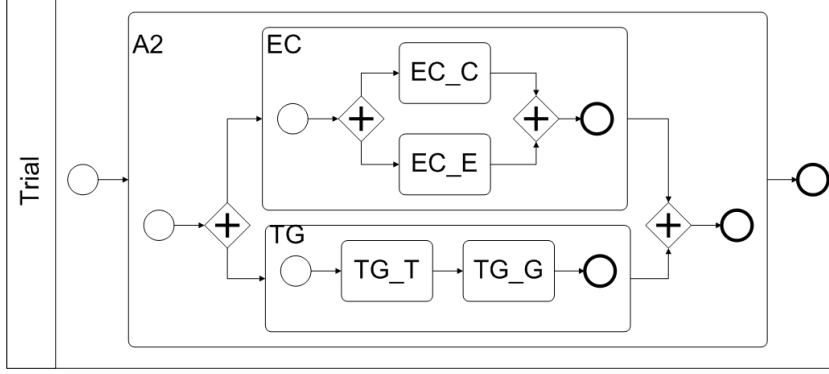 Trial
A2
EC
EC_C
EC_E
TG
TG_T
TG_G